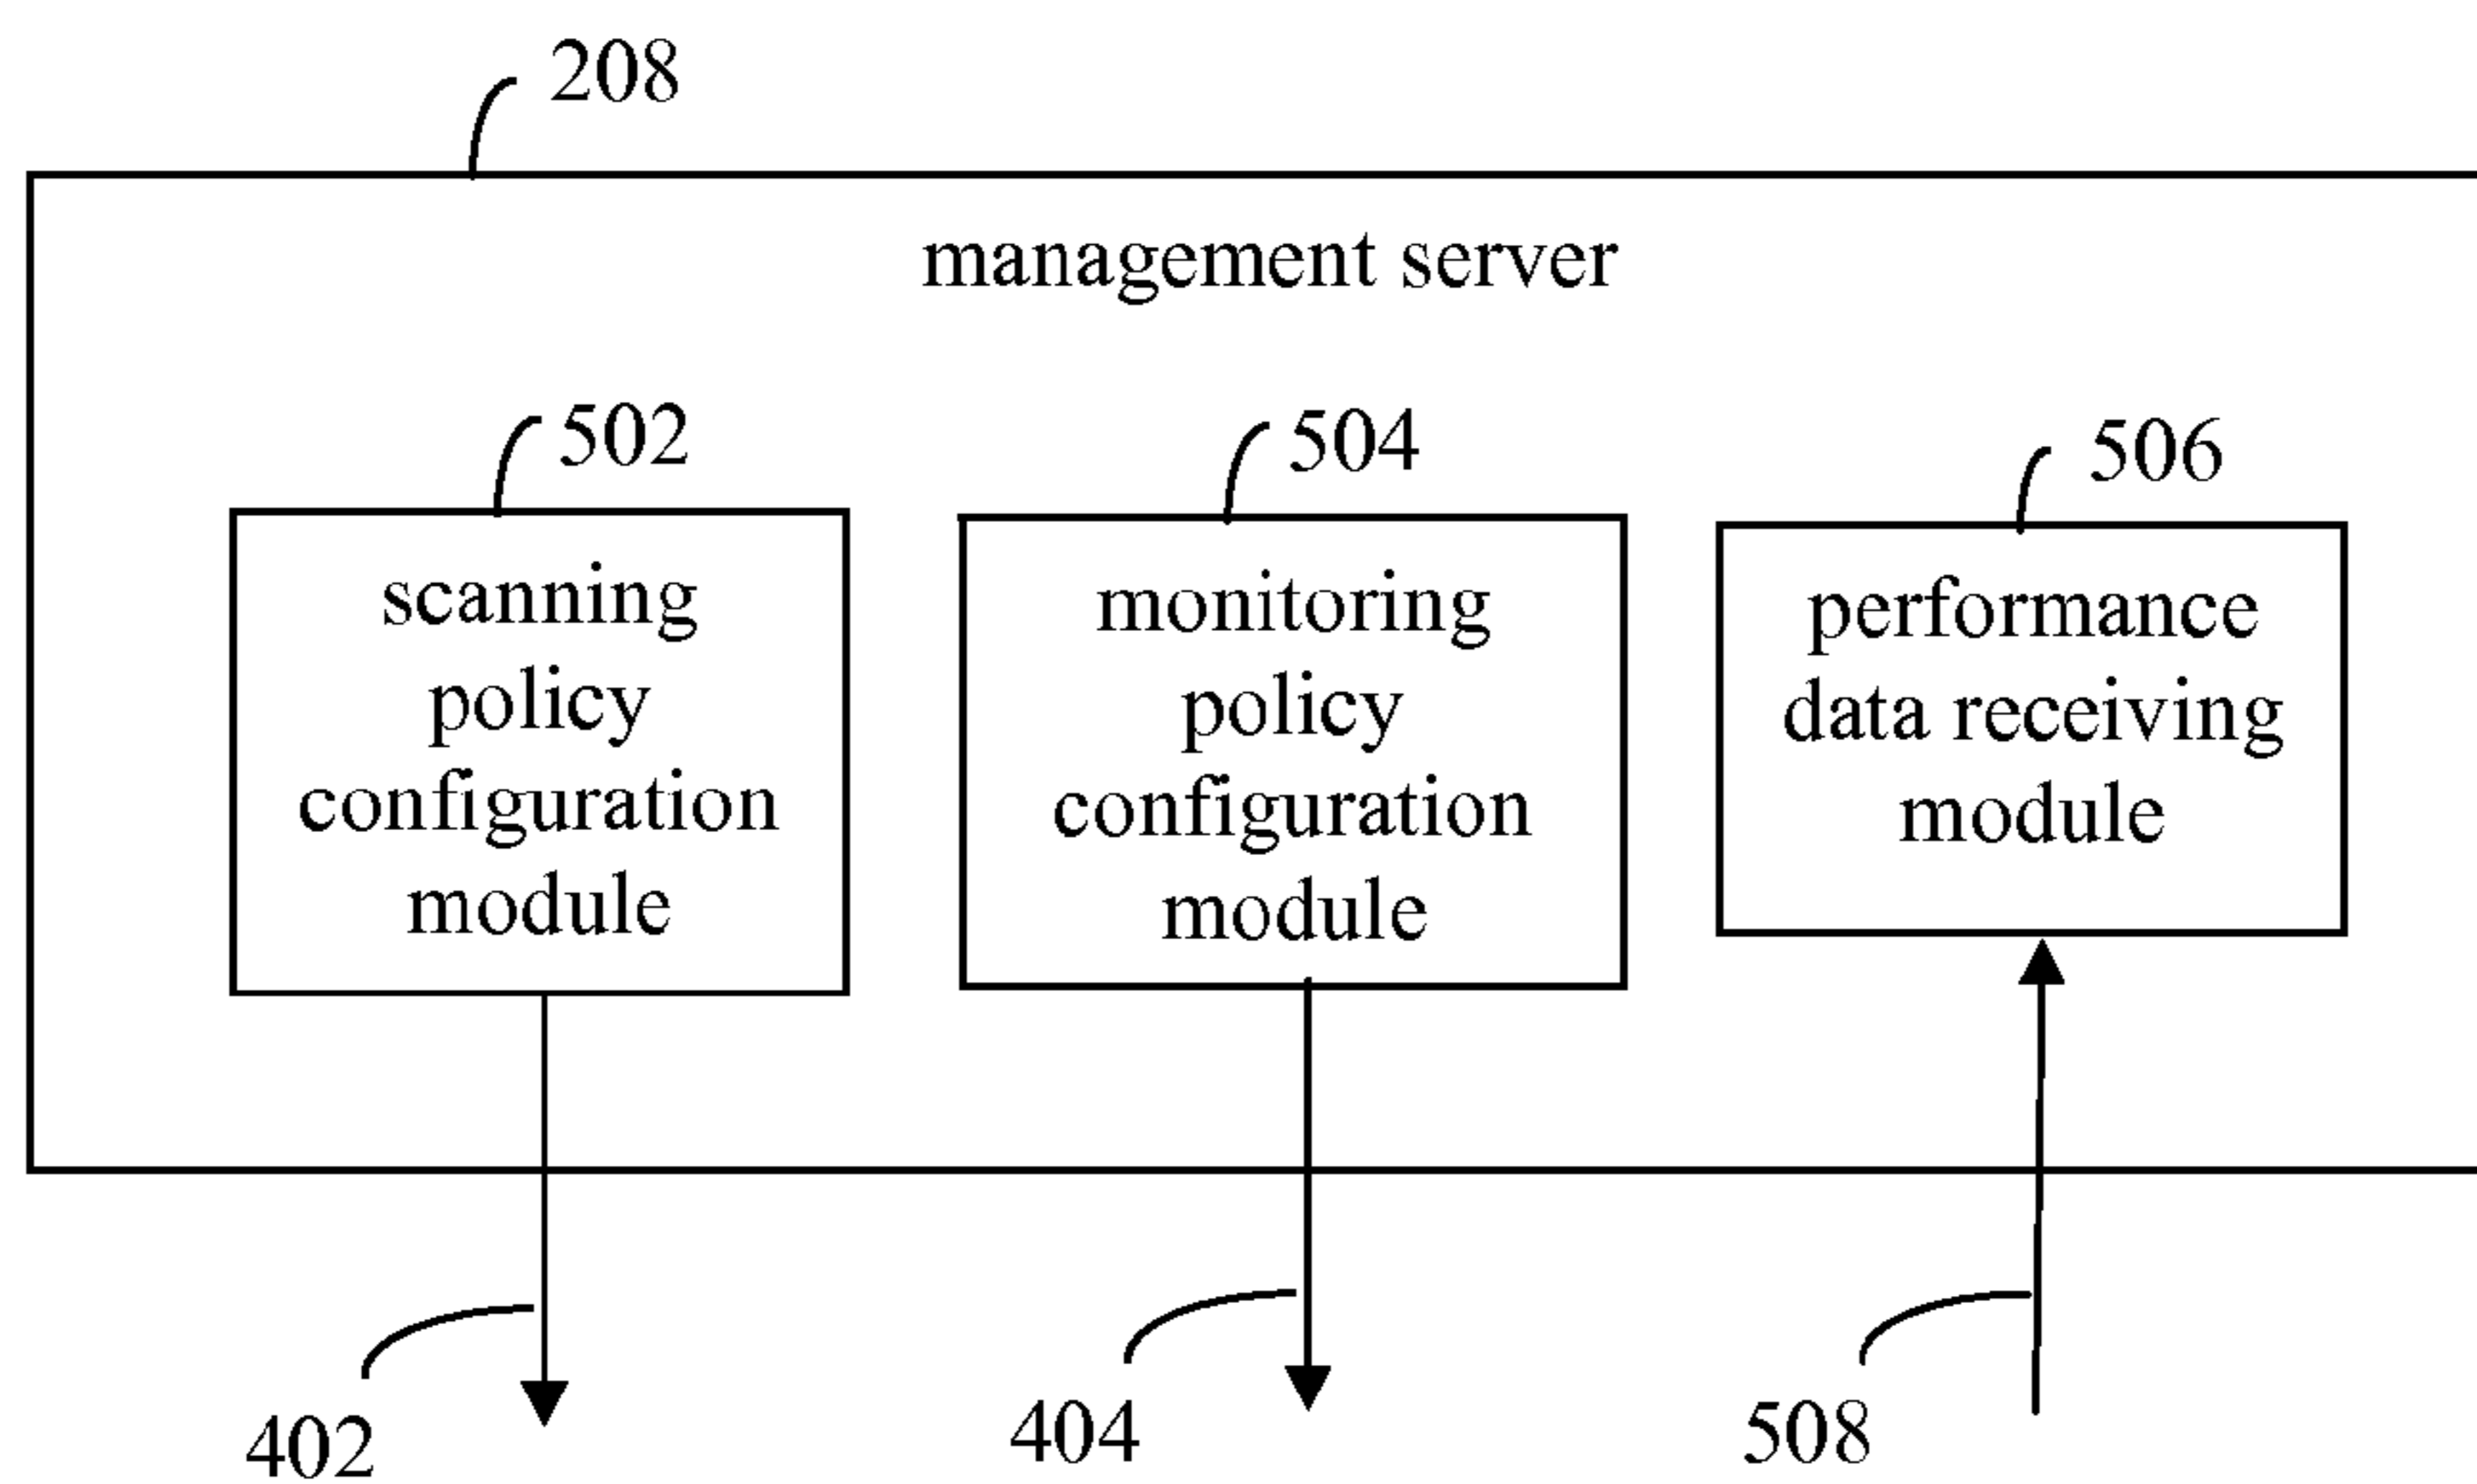 208
management server
502
scanning
policy
configuration
module
504
monitoring
policy
configuration
module
506
performance
data receiving
module
402
404
508